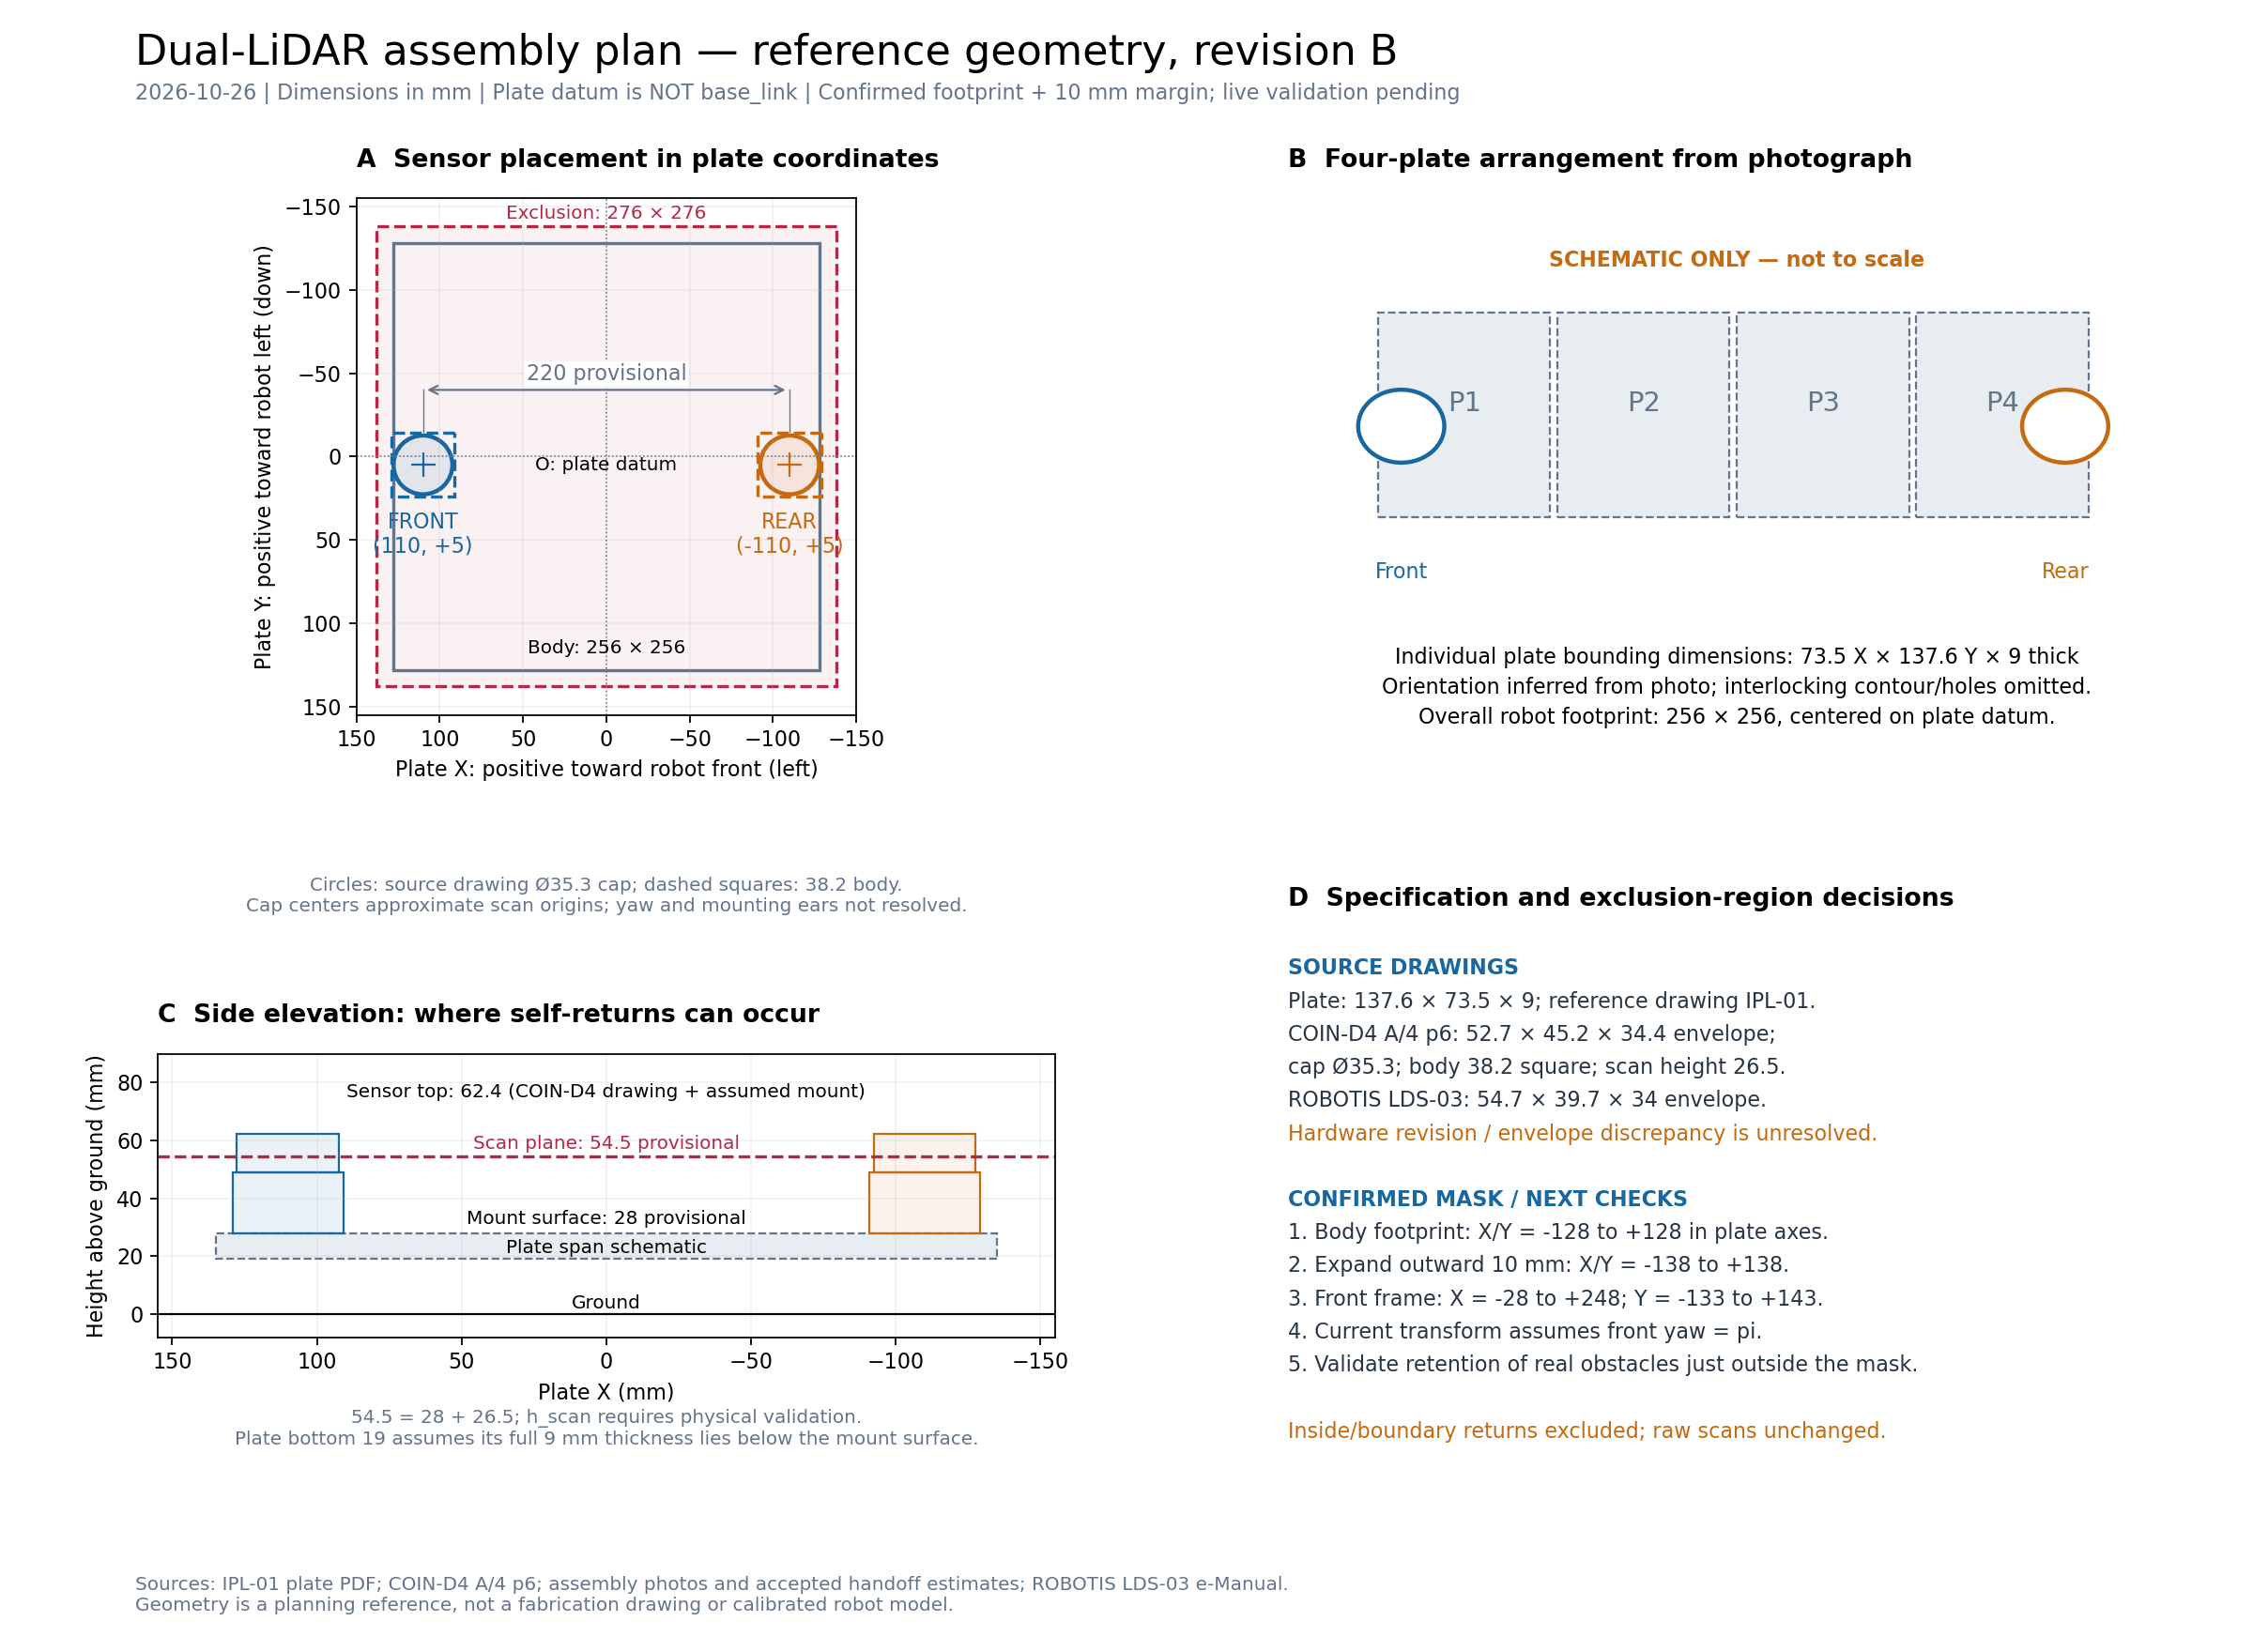 Dual-LiDAR assembly plan — reference geometry, revision B
2026-10-26 | Dimensions in mm | Plate datum is NOT base_link | Confirmed footprint + 10 mm margin; live validation pending
A Sensor placement in plate coordinates
Exclusion: 276 × 276
−150
−100
−50
0
50
100
150
Plate Y: positive toward robot left (down)
220 provisional
O: plate datum
FRONT
(110, +5)
REAR
(-110, +5)
Body: 256 × 256
150 100 50 0 −50 −100 −150
Plate X: positive toward robot front (left)
Circles: source drawing Ø35.3 cap; dashed squares: 38.2 body.
Cap centers approximate scan origins; yaw and mounting ears not resolved.
B Four-plate arrangement from photograph
SCHEMATIC ONLY — not to scale
P1 P2 P3 P4
Front Rear
Individual plate bounding dimensions: 73.5 X × 137.6 Y × 9 thick
Orientation inferred from photo; interlocking contour/holes omitted.
Overall robot footprint: 256 × 256, centered on plate datum.
C Side elevation: where self-returns can occur
80
60
40
20
0
Height above ground (mm)
Sensor top: 62.4 (COIN-D4 drawing + assumed mount)
Scan plane: 54.5 provisional
Mount surface: 28 provisional
Plate span schematic
Ground
150 100 50 0 −50 −100 −150
Plate X (mm)
54.5 = 28 + 26.5; h_scan requires physical validation.
Plate bottom 19 assumes its full 9 mm thickness lies below the mount surface.
D Specification and exclusion-region decisions
SOURCE DRAWINGS
Plate: 137.6 × 73.5 × 9; reference drawing IPL-01.
COIN-D4 A/4 p6: 52.7 × 45.2 × 34.4 envelope;
cap Ø35.3; body 38.2 square; scan height 26.5.
ROBOTIS LDS-03: 54.7 × 39.7 × 34 envelope.
Hardware revision / envelope discrepancy is unresolved.
CONFIRMED MASK / NEXT CHECKS
1. Body footprint: X/Y = -128 to +128 in plate axes.
2. Expand outward 10 mm: X/Y = -138 to +138.
3. Front frame: X = -28 to +248; Y = -133 to +143.
4. Current transform assumes front yaw = pi.
5. Validate retention of real obstacles just outside the mask.
Inside/boundary returns excluded; raw scans unchanged.
Sources: IPL-01 plate PDF; COIN-D4 A/4 p6; assembly photos and accepted handoff estimates; ROBOTIS LDS-03 e-Manual.
Geometry is a planning reference, not a fabrication drawing or calibrated robot model.